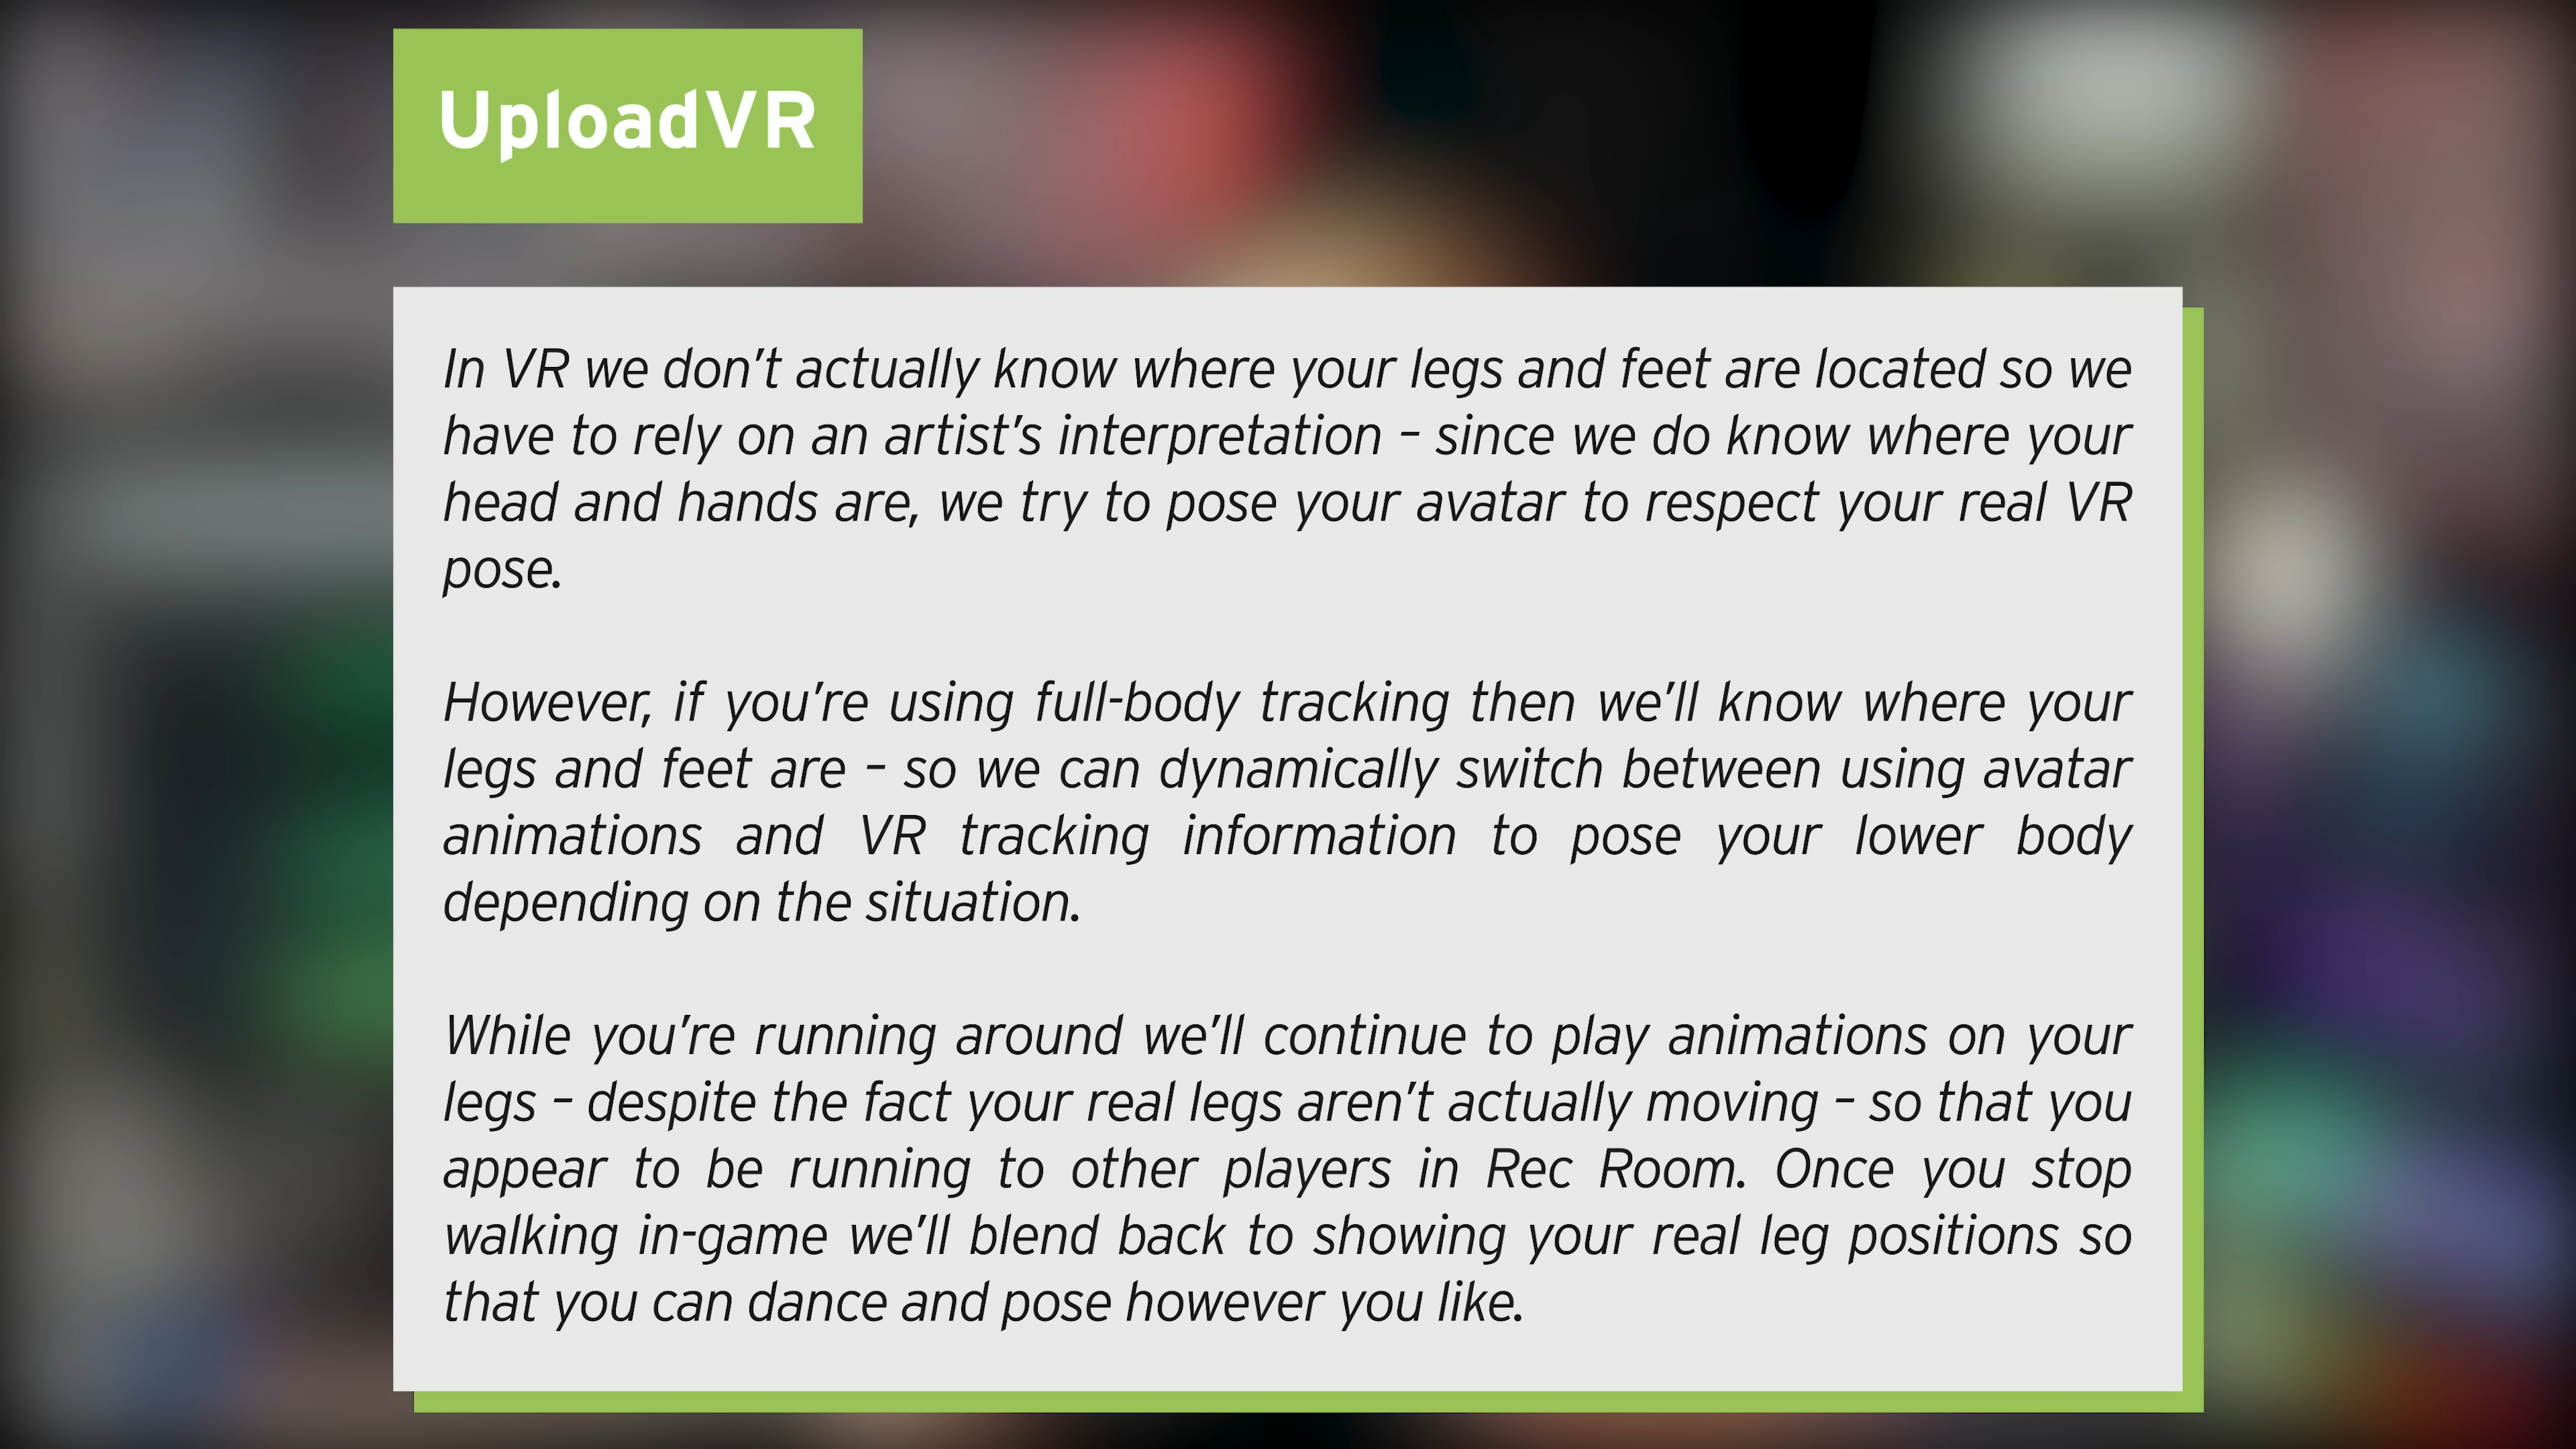 UploadVR
In VR we don’t actually know where your legs and feet are located so we
have to rely on an artist’s interpretation – since we do know where your
head and hands are, we try to pose your avatar to respect your real VR
pose.
However, if you’re using full-body tracking then we’ll know where your
legs and feet are – so we can dynamically switch between using avatar
animations and VR tracking information to pose your lower body
depending on the situation.
While you’re running around we’ll continue to play animations on your
legs – despite the fact your real legs aren’t actually moving – so that you
appear to be running to other players in Rec Room. Once you stop
walking in-game we’ll blend back to showing your real leg positions so
that you can dance and pose however you like.